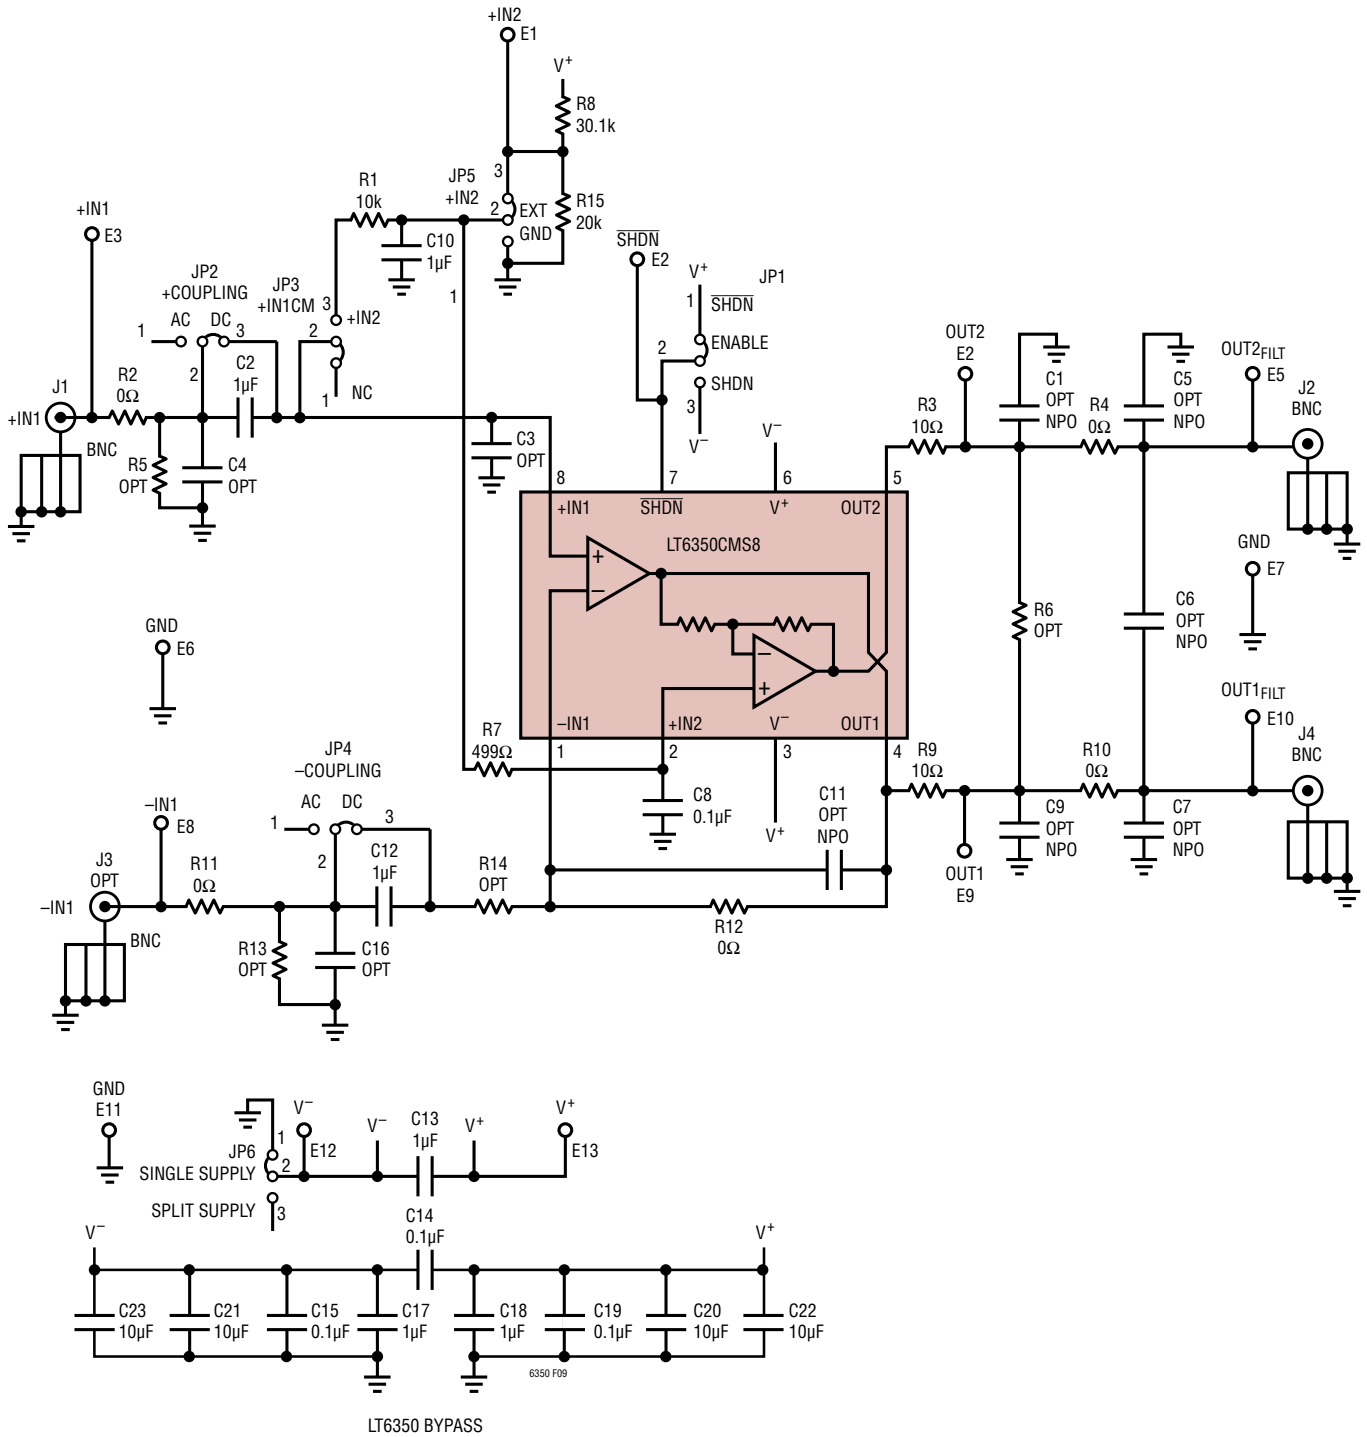 +IN2
E1
V+
R8
30.1k
3
JP5
+IN2
2
EXT
GND
R15
20k
R1
10k
C10
1µF
+IN1
E3
JP2
+COUPLING
AC
DC
1
3
2
JP3
+IN1CM
3
+IN2
2
1
NC
1
SHDN
E2
JP1
V+
1
SHDN
2
ENABLE
SHDN
3
V–
J1
+IN1
BNC
R2
0Ω
C2
1µF
R5
OPT
C4
OPT
C3
OPT
8
7
V–
6
5
+IN1
SHDN
V+
OUT2
LT6350CMS8
+
–
–
+
–IN1
+IN2
V–
OUT1
1
2
3
4
V+
OUT2
E2
R3
10Ω
C1
OPT
NPO
R4
0Ω
C5
OPT
NPO
OUT2FILT
E5
J2
BNC
R6
OPT
C6
OPT
NPO
GND
E7
GND
E6
OUT1FILT
E10
J4
BNC
R9
10Ω
R10
0Ω
C9
OPT
NPO
C7
OPT
NPO
OUT1
E9
R7
499Ω
C8
0.1µF
C11
OPT
NPO
JP4
–COUPLING
AC
DC
1
3
2
–IN1
E8
J3
OPT
–IN1
BNC
R11
0Ω
C12
1µF
R14
OPT
R12
0Ω
R13
OPT
C16
OPT
GND
E11
JP6
SINGLE SUPPLY
SPLIT SUPPLY
1
2
3
V–
E12
V–
C13
1µF
V+
V+
E13
V–
C14
0.1µF
V+
C23
10µF
C21
10µF
C15
0.1µF
C17
1µF
C18
1µF
C19
0.1µF
C20
10µF
C22
10µF
6350 F09
LT6350 BYPASS